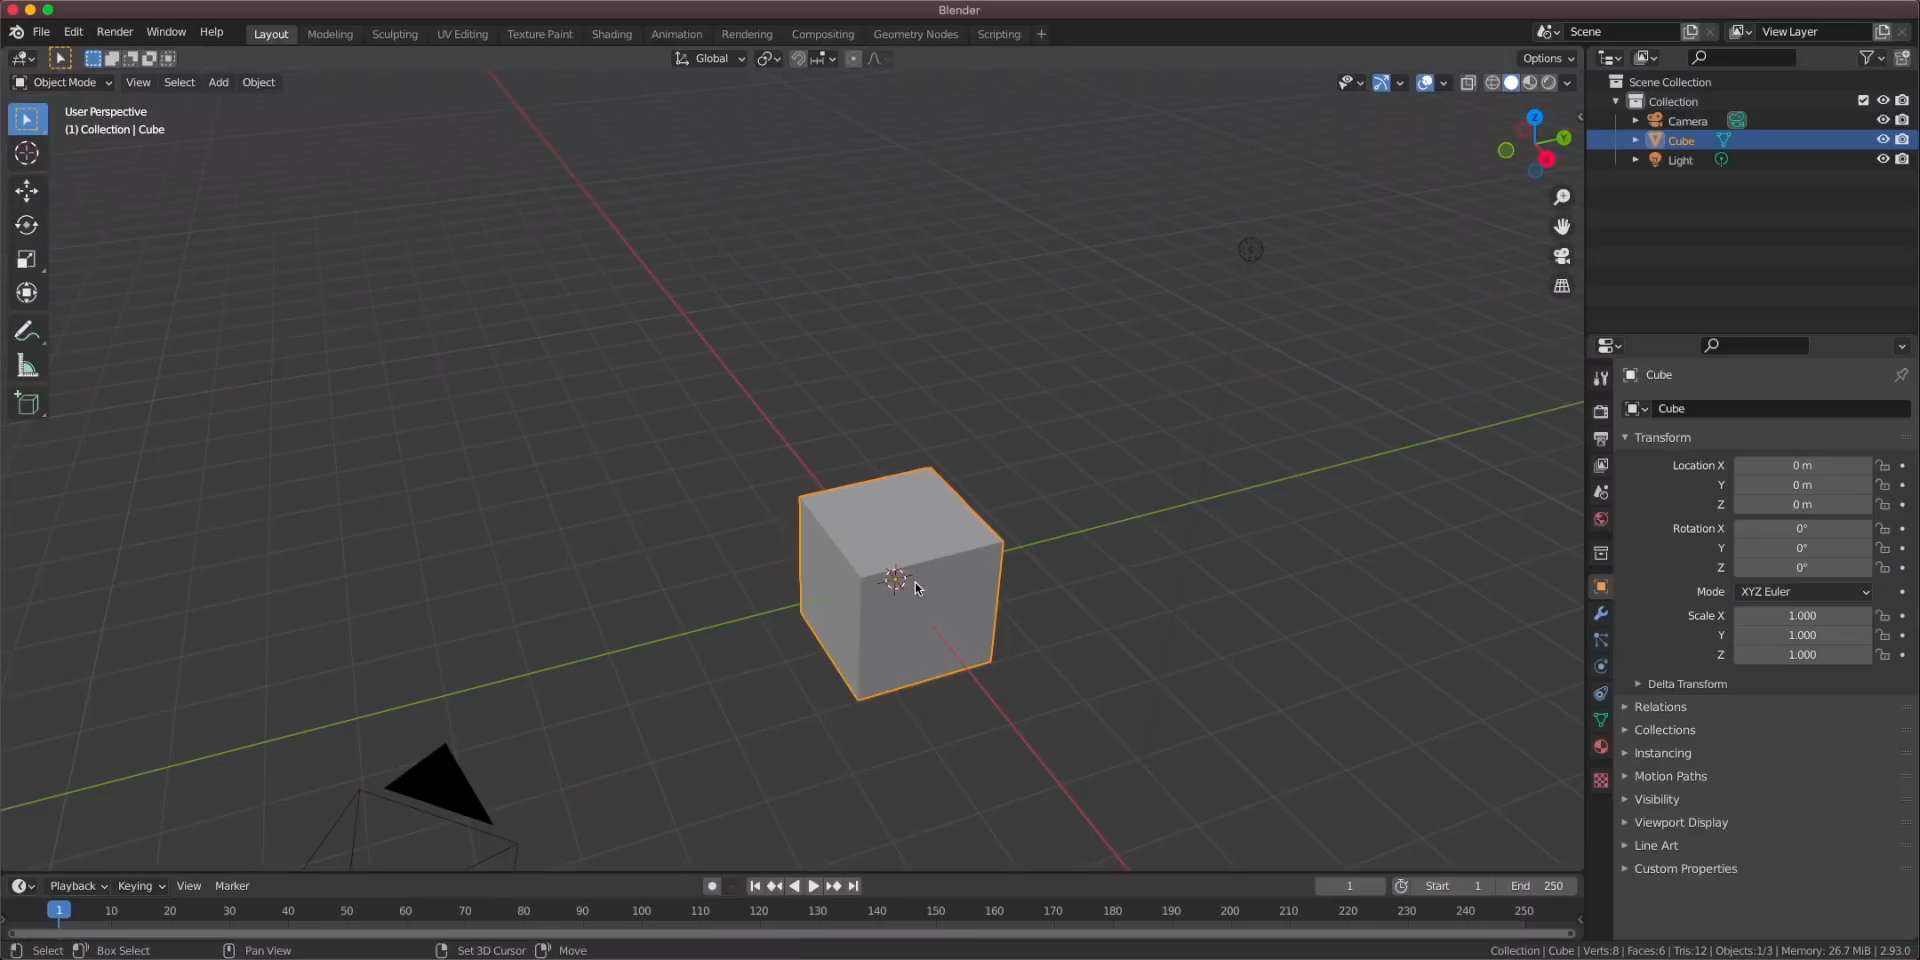 Blender
File Edit Render Window Help Layout Modeling Sculpting UV Editing Texture Paint Shading Animation Rendering Compositing Geometry Nodes Scripting + Scene View Layer
Global Options
Object Mode View Select Add Object
User Perspective
(1) Collection | Cube
Z
Y
X
Scene Collection
Collection
Camera
Cube
Light
Cube
Cube
Transform
Location X 0 m
Y 0 m
Z 0 m
Rotation X 0°
Y 0°
Z 0°
Mode XYZ Euler
Scale X 1.000
Y 1.000
Z 1.000
Delta Transform
Relations
Collections
Instancing
Motion Paths
Visibility
Viewport Display
Line Art
Custom Properties
Playback Keying View Marker 1 Start 1 End 250
1 10 20 30 40 50 60 70 80 90 100 110 120 130 140 150 160 170 180 190 200 210 220 230 240 250
Select Box Select Pan View Set 3D Cursor Move Collection | Cube | Verts:8 | Faces:6 | Tris:12 | Objects:1/3 | Memory: 26.7 MiB | 2.93.0